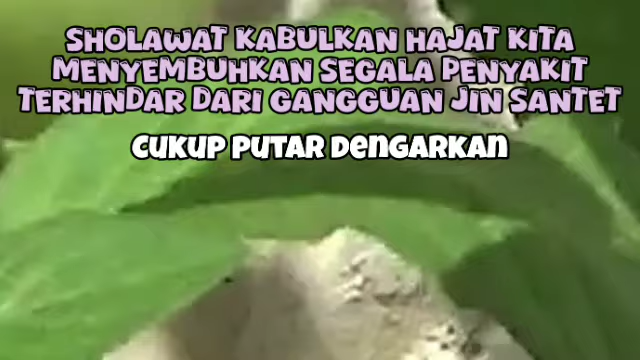 SHOLAWAT KABULKAN HAJAT KITA
MENYEMBUHKAN SEGALA PENYAKIT
TERHINDAR DARI GANGGUAN JIN SANTET
CUKUP PUTAR DENGARKAN